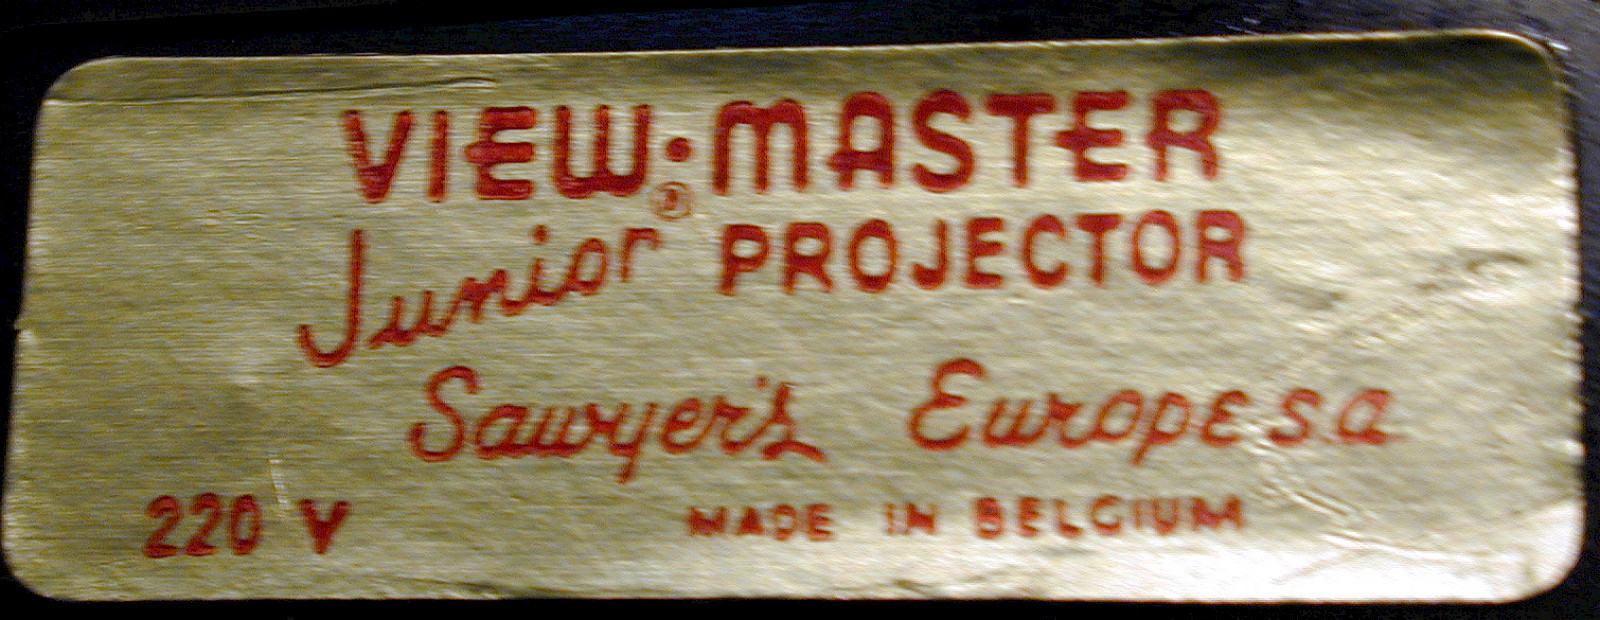 VIEW·MASTER®
Junior PROJECTOR
Sawyer's Europe s.a.
220 V MADE IN BELGIUM